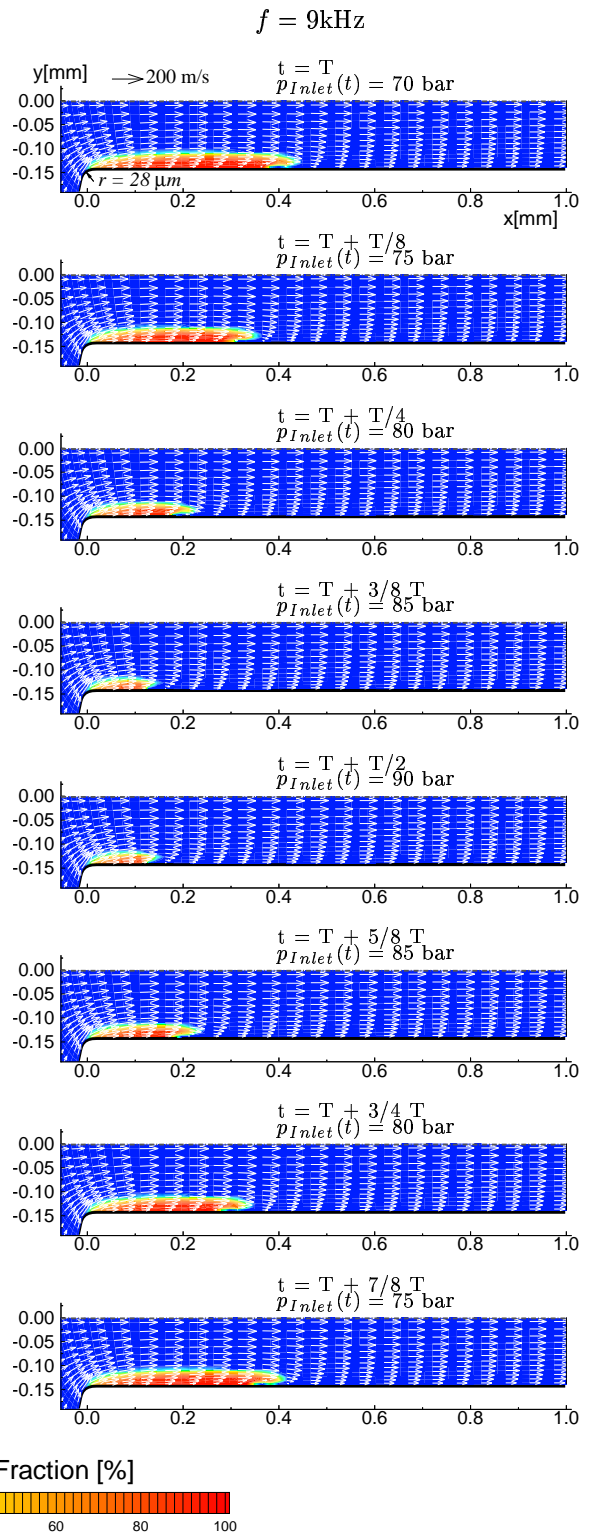 f = 9kHz
t = T
y[mm] 200 m/s p_Inlet(t) = 70 bar
0.00
-0.05
-0.10
-0.15
r = 28 μm
0.0 0.2 0.4 0.6 0.8 1.0
x[mm]
t = T + T/8
p_Inlet(t) = 75 bar
0.00
-0.05
-0.10
-0.15
0.0 0.2 0.4 0.6 0.8 1.0
t = T + T/4
p_Inlet(t) = 80 bar
0.00
-0.05
-0.10
-0.15
0.0 0.2 0.4 0.6 0.8 1.0
t = T + 3/8 T
p_Inlet(t) = 85 bar
0.00
-0.05
-0.10
-0.15
0.0 0.2 0.4 0.6 0.8 1.0
t = T + T/2
p_Inlet(t) = 90 bar
0.00
-0.05
-0.10
-0.15
0.0 0.2 0.4 0.6 0.8 1.0
t = T + 5/8 T
p_Inlet(t) = 85 bar
0.00
-0.05
-0.10
-0.15
0.0 0.2 0.4 0.6 0.8 1.0
t = T + 3/4 T
p_Inlet(t) = 80 bar
0.00
-0.05
-0.10
-0.15
0.0 0.2 0.4 0.6 0.8 1.0
t = T + 7/8 T
p_Inlet(t) = 75 bar
0.00
-0.05
-0.10
-0.15
0.0 0.2 0.4 0.6 0.8 1.0
Fraction [%]
60 80 100